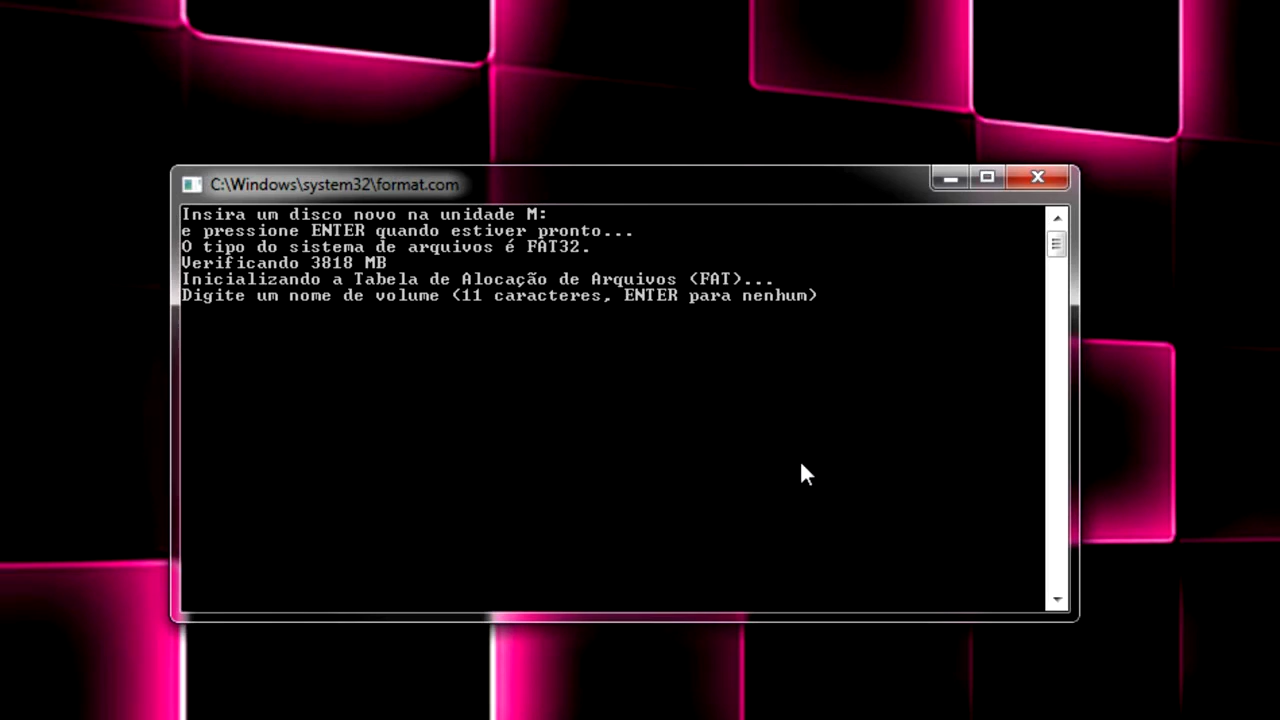 C:\Windows\system32\format.com
Insira um disco novo na unidade M:
e pressione ENTER quando estiver pronto...
O tipo do sistema de arquivos é FAT32.
Verificando 3818 MB
Inicializando a Tabela de Alocação de Arquivos (FAT)...
Digite um nome de volume (11 caracteres, ENTER para nenhum)